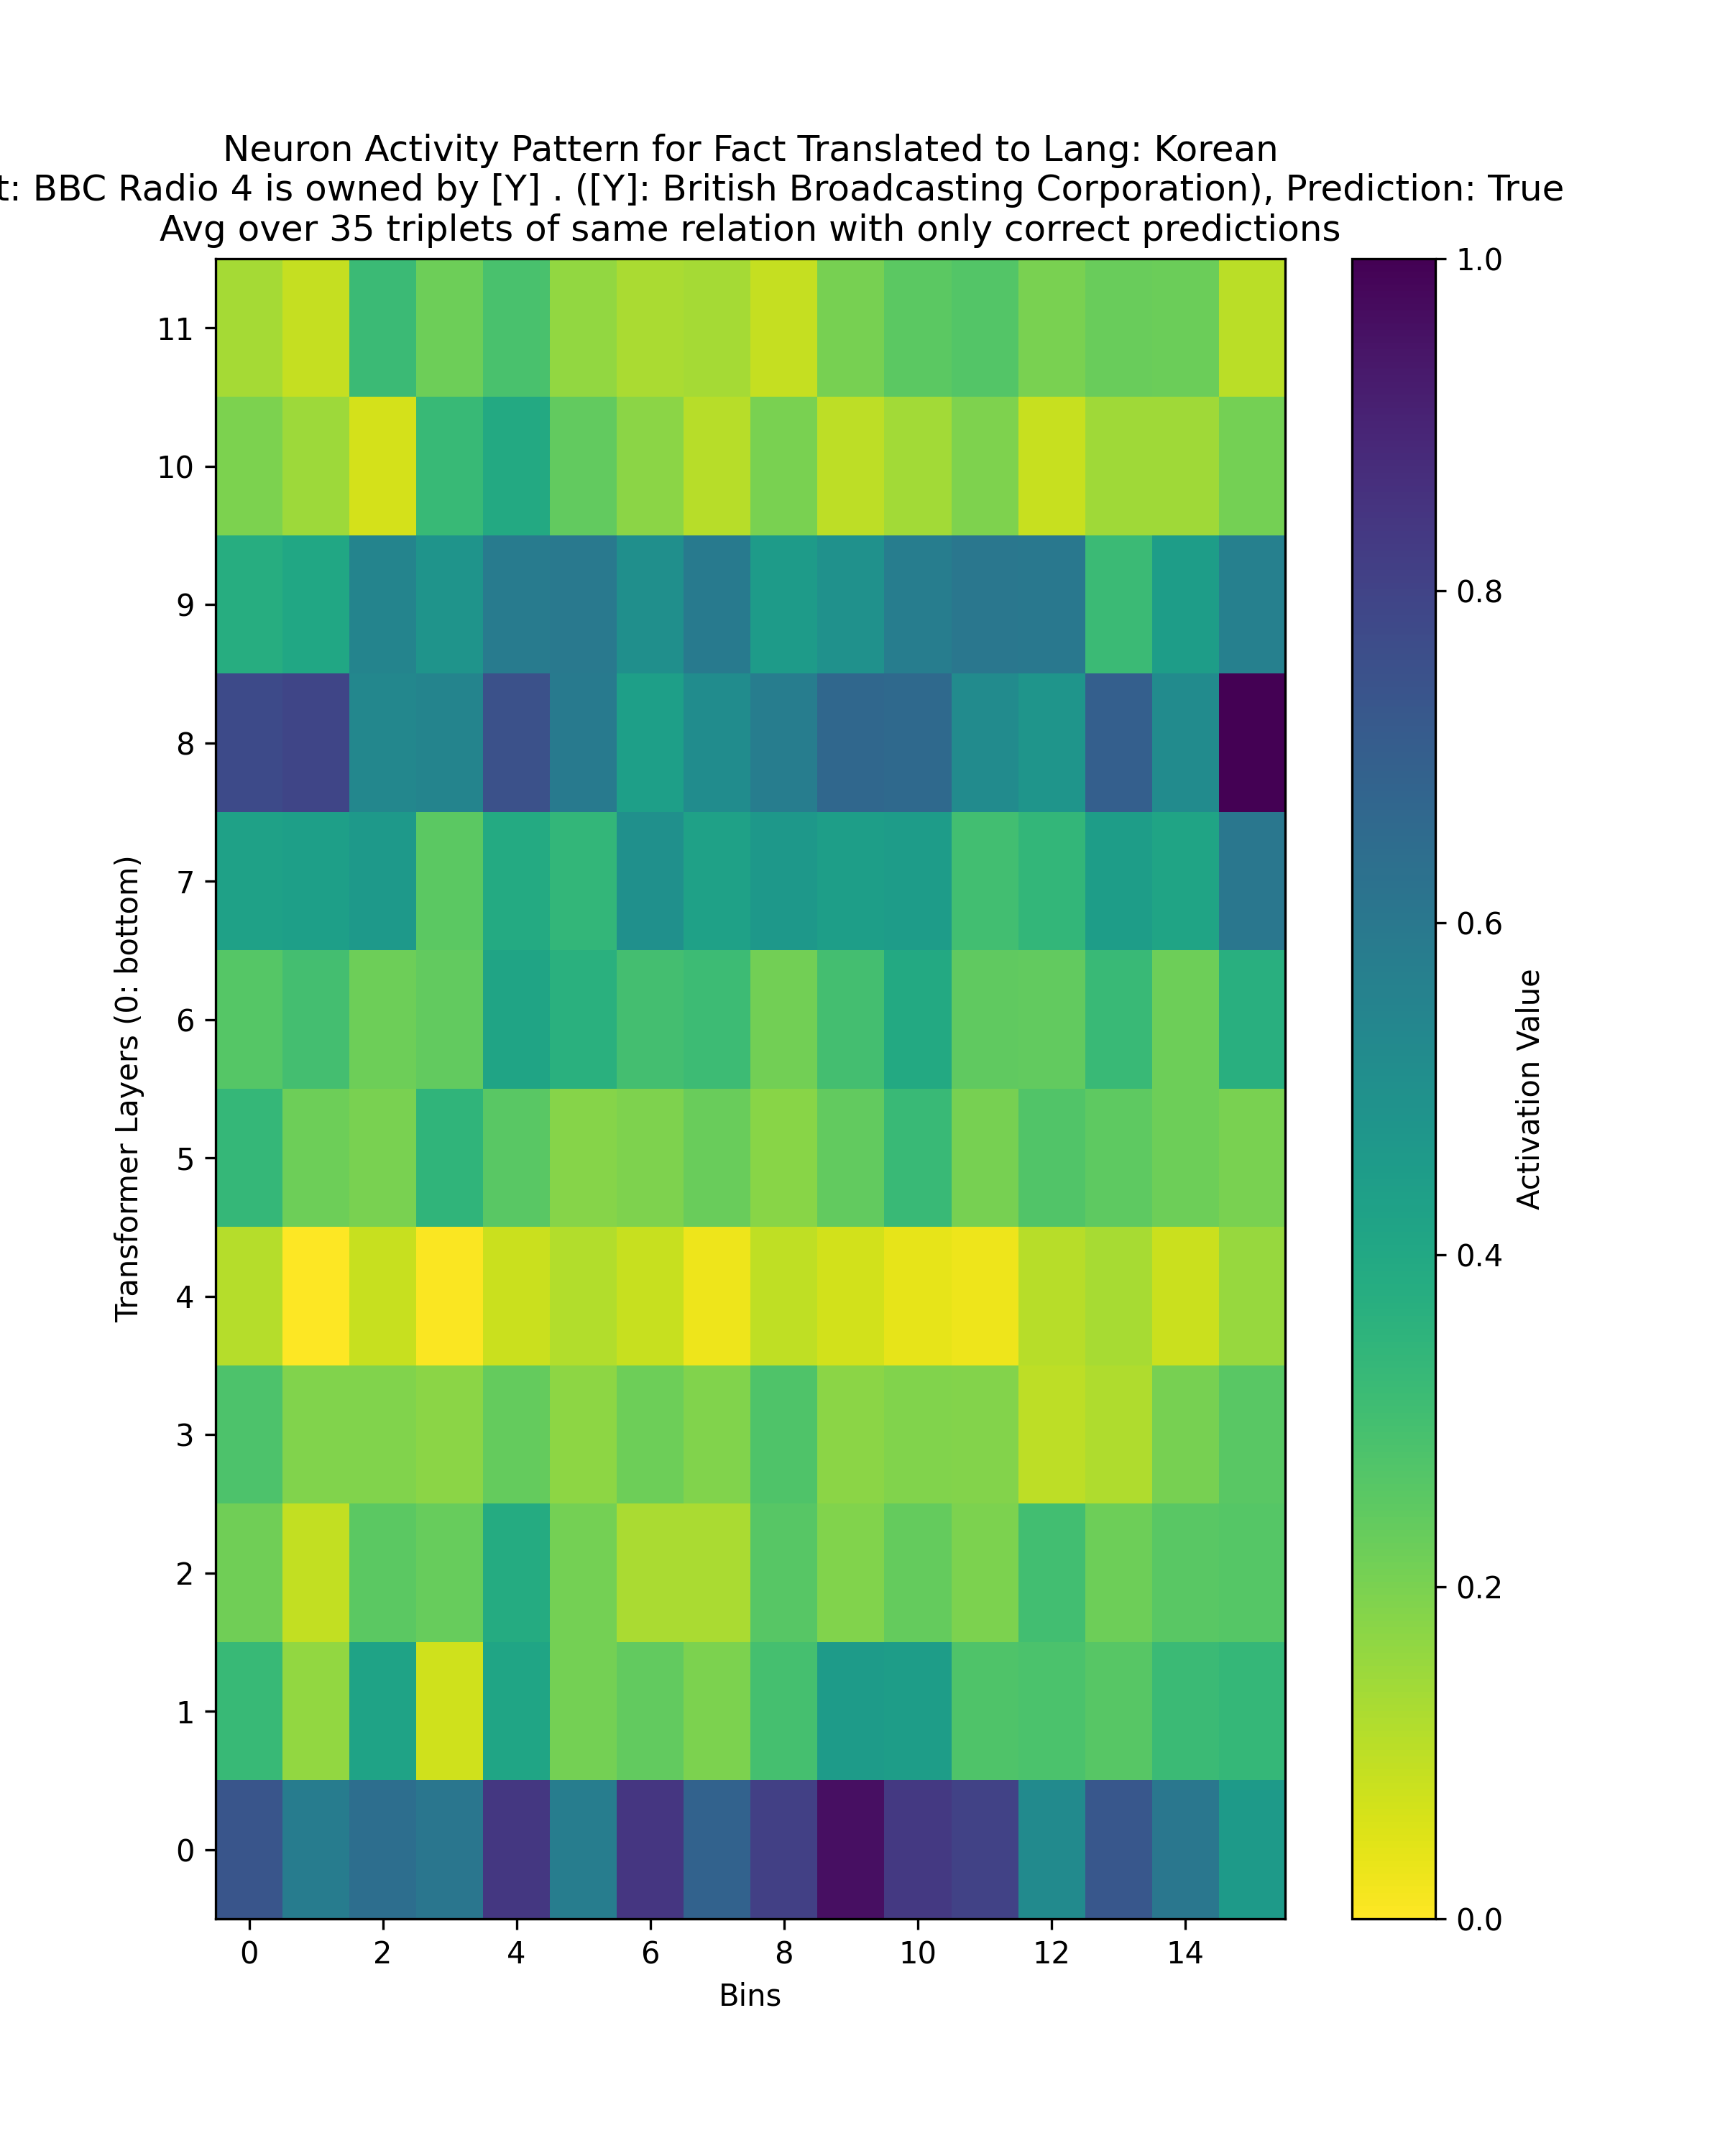 Neuron Activity Pattern for Fact Translated to Lang: Korean
t: BBC Radio 4 is owned by [Y] . ([Y]: British Broadcasting Corporation), Prediction: True
Avg over 35 triplets of same relation with only correct predictions
11
10
9
8
7
6
5
4
3
2
1
0
Transformer Layers (0: bottom)
0 2 4 6 8 10 12 14
Bins
1.0
0.8
0.6
0.4
0.2
0.0
Activation Value